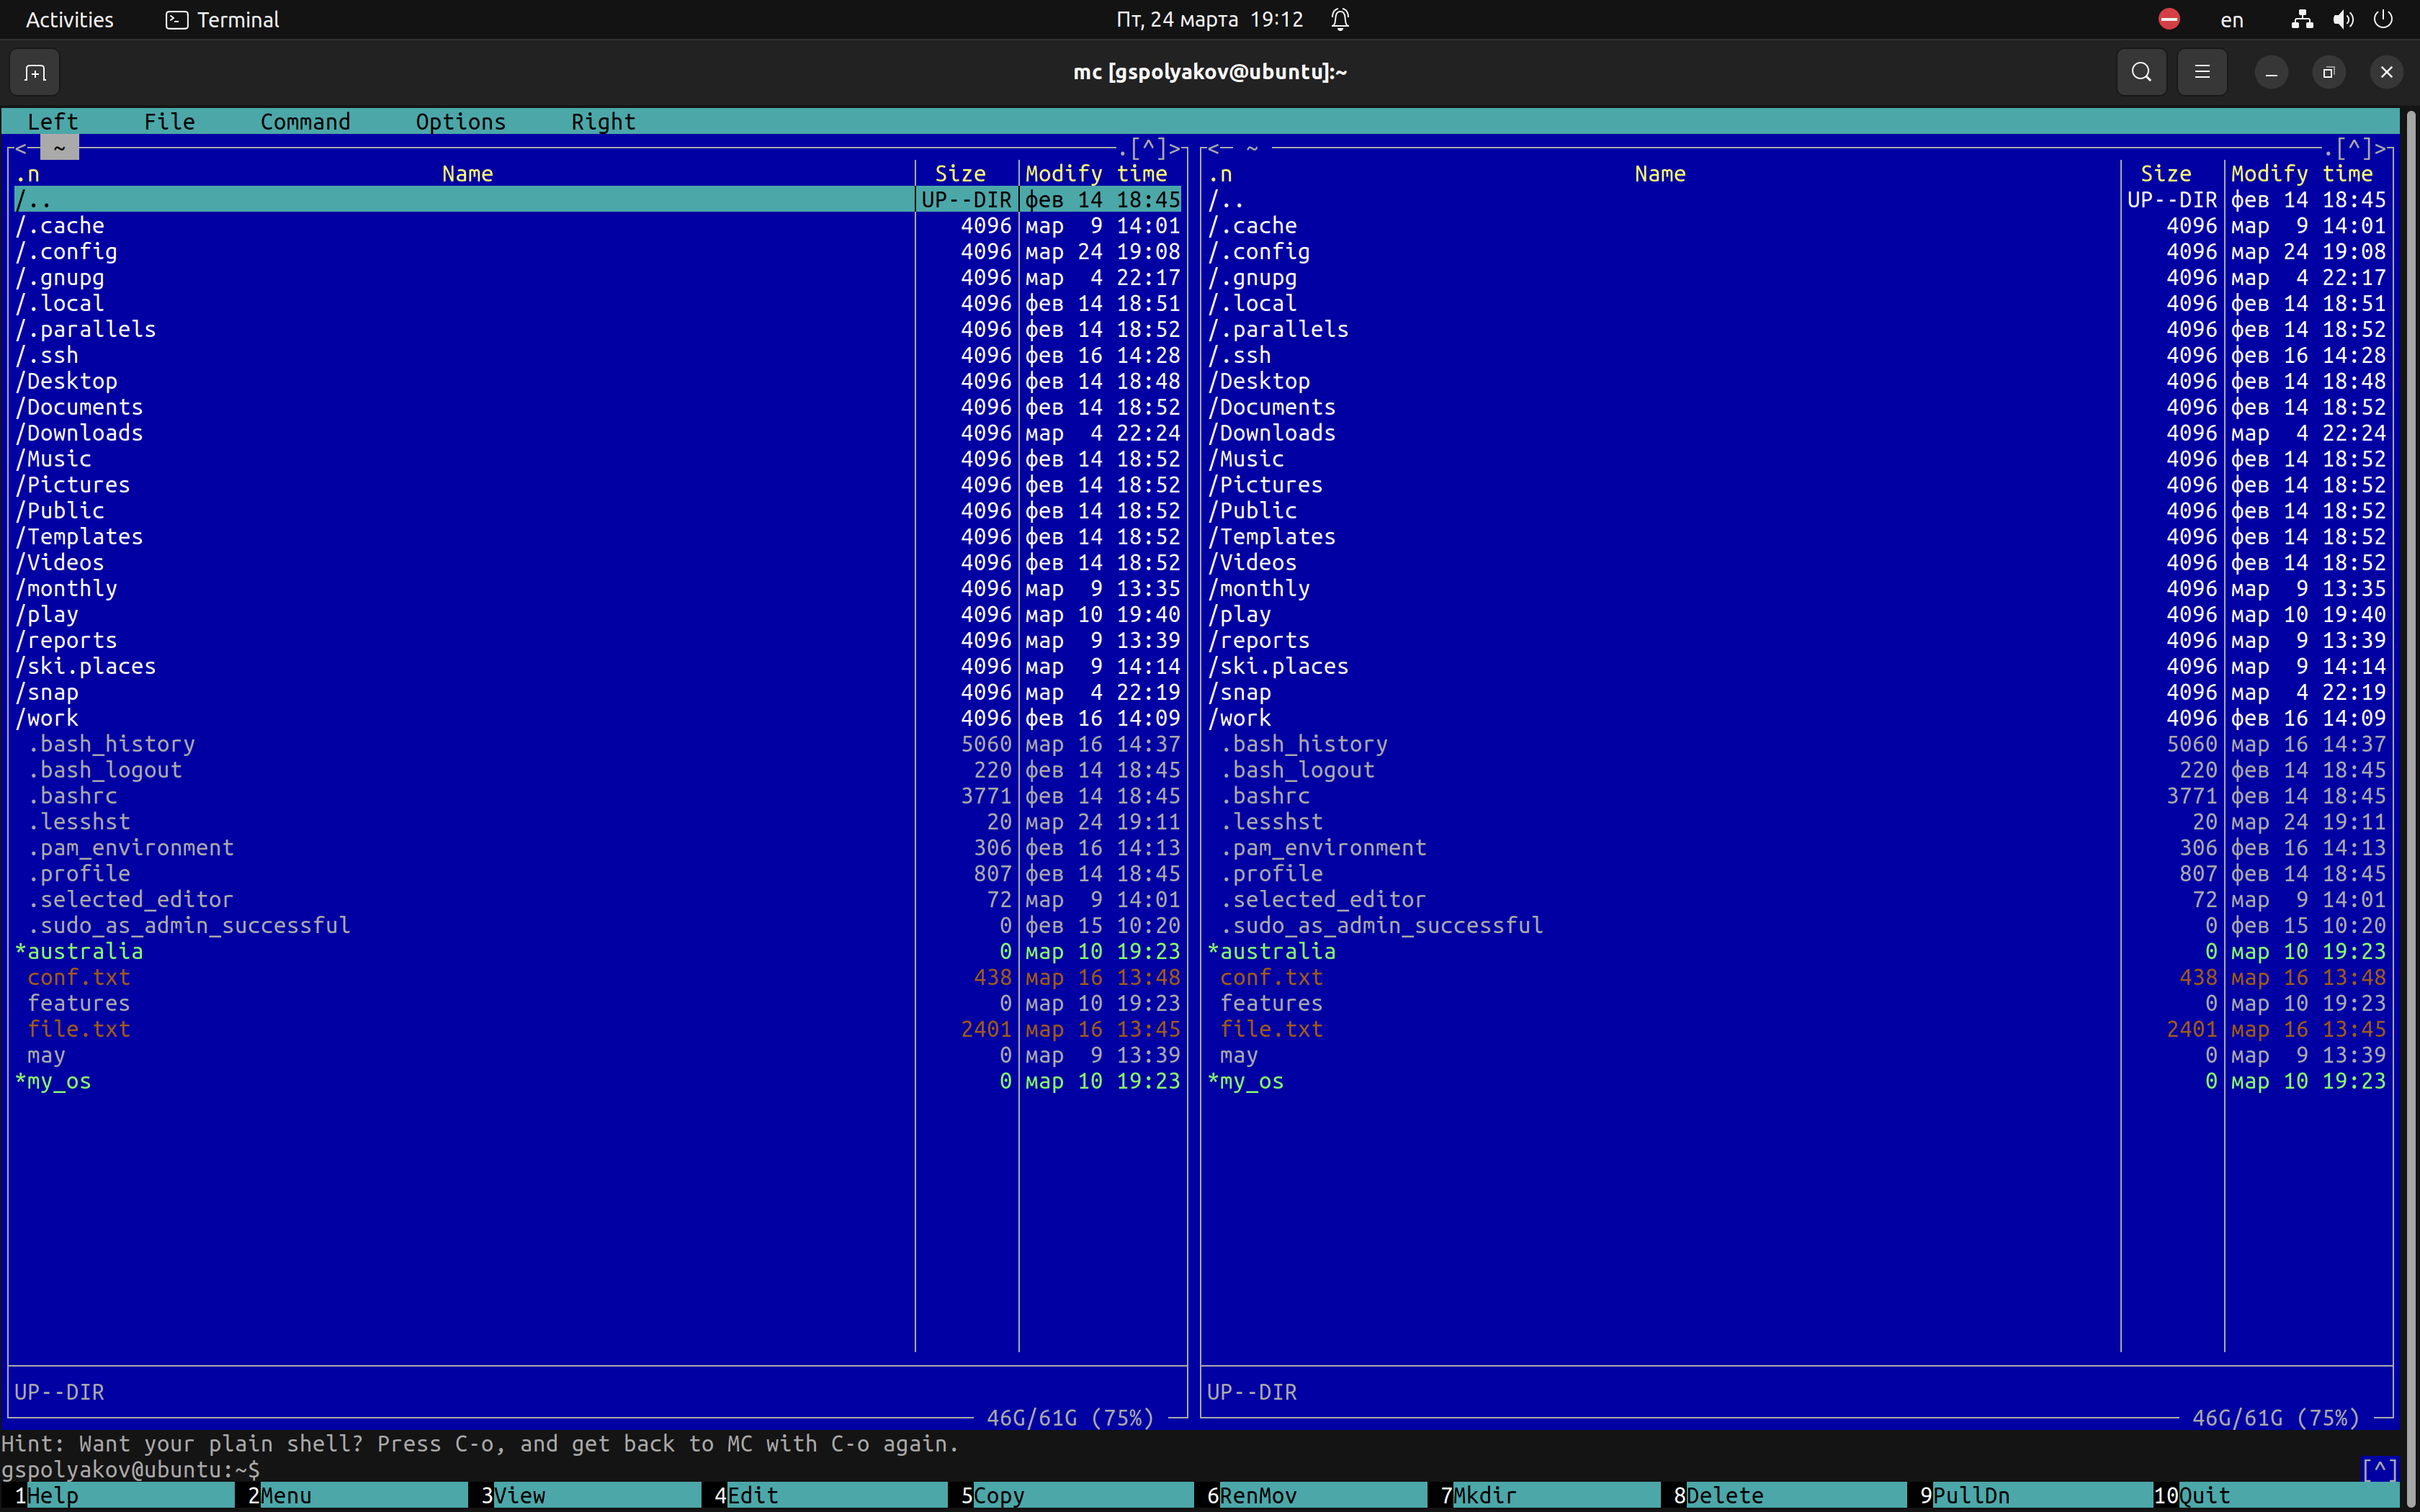 Activities Terminal Пт, 24 марта 19:12 en
mc [gspolyakov@ubuntu]:~
Left File Command Options Right
<─ ~ .[^]> <─ ~ .[^]>
.n Name Size Modify time .n Name Size Modify time
/.. UP--DIR фев 14 18:45 /.. UP--DIR фев 14 18:45
/.cache 4096 мар 9 14:01 /.cache 4096 мар 9 14:01
/.config 4096 мар 24 19:08 /.config 4096 мар 24 19:08
/.gnupg 4096 мар 4 22:17 /.gnupg 4096 мар 4 22:17
/.local 4096 фев 14 18:51 /.local 4096 фев 14 18:51
/.parallels 4096 фев 14 18:52 /.parallels 4096 фев 14 18:52
/.ssh 4096 фев 16 14:28 /.ssh 4096 фев 16 14:28
/Desktop 4096 фев 14 18:48 /Desktop 4096 фев 14 18:48
/Documents 4096 фев 14 18:52 /Documents 4096 фев 14 18:52
/Downloads 4096 мар 4 22:24 /Downloads 4096 мар 4 22:24
/Music 4096 фев 14 18:52 /Music 4096 фев 14 18:52
/Pictures 4096 фев 14 18:52 /Pictures 4096 фев 14 18:52
/Public 4096 фев 14 18:52 /Public 4096 фев 14 18:52
/Templates 4096 фев 14 18:52 /Templates 4096 фев 14 18:52
/Videos 4096 фев 14 18:52 /Videos 4096 фев 14 18:52
/monthly 4096 мар 9 13:35 /monthly 4096 мар 9 13:35
/play 4096 мар 10 19:40 /play 4096 мар 10 19:40
/reports 4096 мар 9 13:39 /reports 4096 мар 9 13:39
/ski.places 4096 мар 9 14:14 /ski.places 4096 мар 9 14:14
/snap 4096 мар 4 22:19 /snap 4096 мар 4 22:19
/work 4096 фев 16 14:09 /work 4096 фев 16 14:09
.bash_history 5060 мар 16 14:37 .bash_history 5060 мар 16 14:37
.bash_logout 220 фев 14 18:45 .bash_logout 220 фев 14 18:45
.bashrc 3771 фев 14 18:45 .bashrc 3771 фев 14 18:45
.lesshst 20 мар 24 19:11 .lesshst 20 мар 24 19:11
.pam_environment 306 фев 16 14:13 .pam_environment 306 фев 16 14:13
.profile 807 фев 14 18:45 .profile 807 фев 14 18:45
.selected_editor 72 мар 9 14:01 .selected_editor 72 мар 9 14:01
.sudo_as_admin_successful 0 фев 15 10:20 .sudo_as_admin_successful 0 фев 15 10:20
*australia 0 мар 10 19:23 *australia 0 мар 10 19:23
conf.txt 438 мар 16 13:48 conf.txt 438 мар 16 13:48
features 0 мар 10 19:23 features 0 мар 10 19:23
file.txt 2401 мар 16 13:45 file.txt 2401 мар 16 13:45
may 0 мар 9 13:39 may 0 мар 9 13:39
*my_os 0 мар 10 19:23 *my_os 0 мар 10 19:23
UP--DIR UP--DIR
46G/61G (75%) 46G/61G (75%)
Hint: Want your plain shell? Press C-o, and get back to MC with C-o again.
gspolyakov@ubuntu:~$ [^]
1Help 2Menu 3View 4Edit 5Copy 6RenMov 7Mkdir 8Delete 9PullDn 10Quit